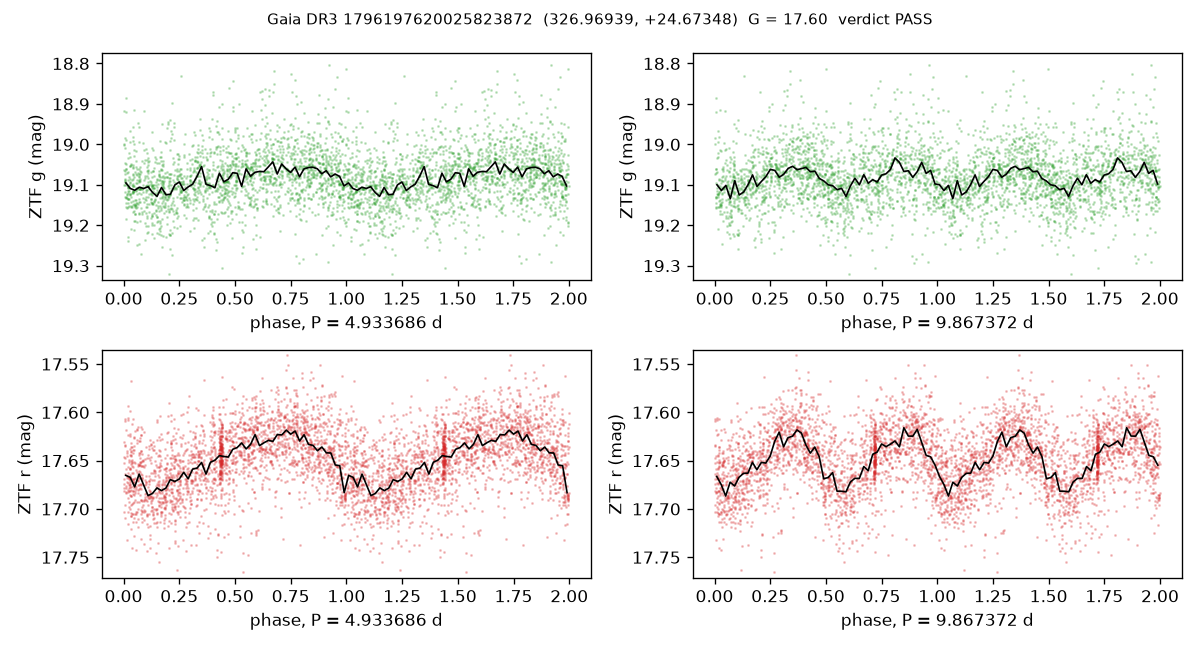 Gaia DR3 1796197620025823872 (326.96939, +24.67348) G = 17.60 verdict PASS
ZTF g (mag)
18.8
18.9
19.0
19.1
19.2
19.3
0.00 0.25 0.50 0.75 1.00 1.25 1.50 1.75 2.00
phase, P = 4.933686 d
ZTF g (mag)
18.8
18.9
19.0
19.1
19.2
19.3
0.00 0.25 0.50 0.75 1.00 1.25 1.50 1.75 2.00
phase, P = 9.867372 d
ZTF r (mag)
17.55
17.60
17.65
17.70
17.75
0.00 0.25 0.50 0.75 1.00 1.25 1.50 1.75 2.00
phase, P = 4.933686 d
ZTF r (mag)
17.55
17.60
17.65
17.70
17.75
0.00 0.25 0.50 0.75 1.00 1.25 1.50 1.75 2.00
phase, P = 9.867372 d